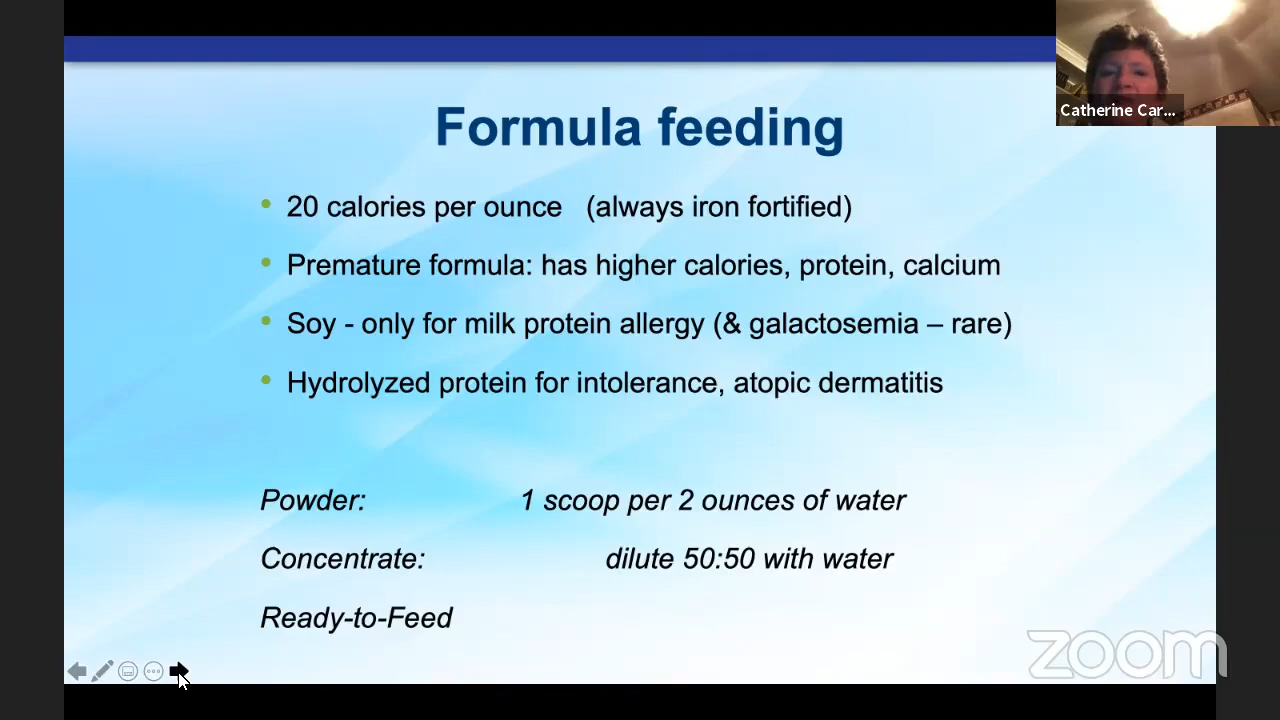 Catherine Car...
Formula feeding
• 20 calories per ounce (always iron fortified)
• Premature formula: has higher calories, protein, calcium
• Soy - only for milk protein allergy (& galactosemia – rare)
• Hydrolyzed protein for intolerance, atopic dermatitis
Powder: 1 scoop per 2 ounces of water
Concentrate: dilute 50:50 with water
Ready-to-Feed
zoom